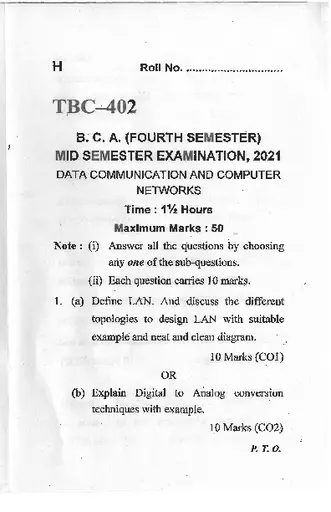 H Roll No. ..............................
TBC–402
B. C. A. (FOURTH SEMESTER)
MID SEMESTER EXAMINATION, 2021
DATA COMMUNICATION AND COMPUTER
NETWORKS
Time : 1½ Hours
Maximum Marks : 50
Note : (i) Answer all the questions by choosing
any one of the sub-questions.
(ii) Each question carries 10 marks.
1. (a) Define LAN. And discuss the different
topologies to design LAN with suitable
example and neat and clean diagram.
10 Marks (CO1)
OR
(b) Explain Digital to Analog conversion
techniques with example.
10 Marks (CO2)
P. T. O.